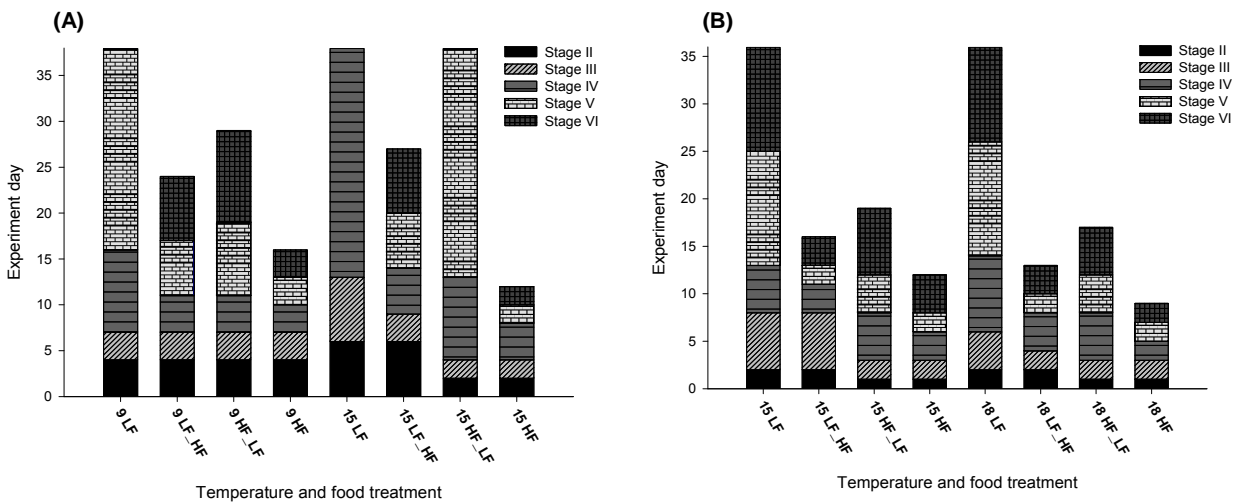 (A)
Experiment day
35
30
25
20
15
10
5
0
Stage II
Stage III
Stage IV
Stage V
Stage VI
9 LF
9 LF_HF
9 HF_LF
9 HF
15 LF
15 LF_HF
15 HF_LF
15 HF
Temperature and food treatment
(B)
Experiment day
35
30
25
20
15
10
5
0
Stage II
Stage III
Stage IV
Stage V
Stage VI
15 LF
15 LF_HF
15 HF_LF
15 HF
18 LF
18 LF_HF
18 HF_LF
18 HF
Temperature and food treatment